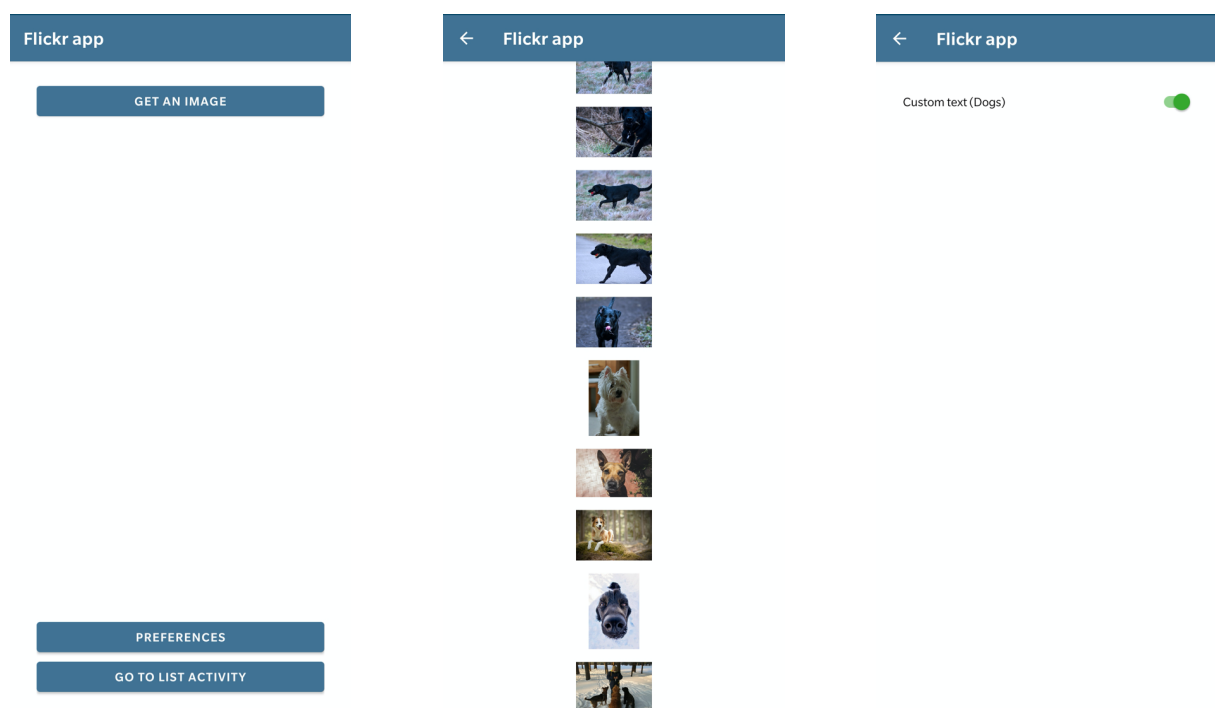 Flickr app
GET AN IMAGE
PREFERENCES
GO TO LIST ACTIVITY
Flickr app
Flickr app
Custom text (Dogs)